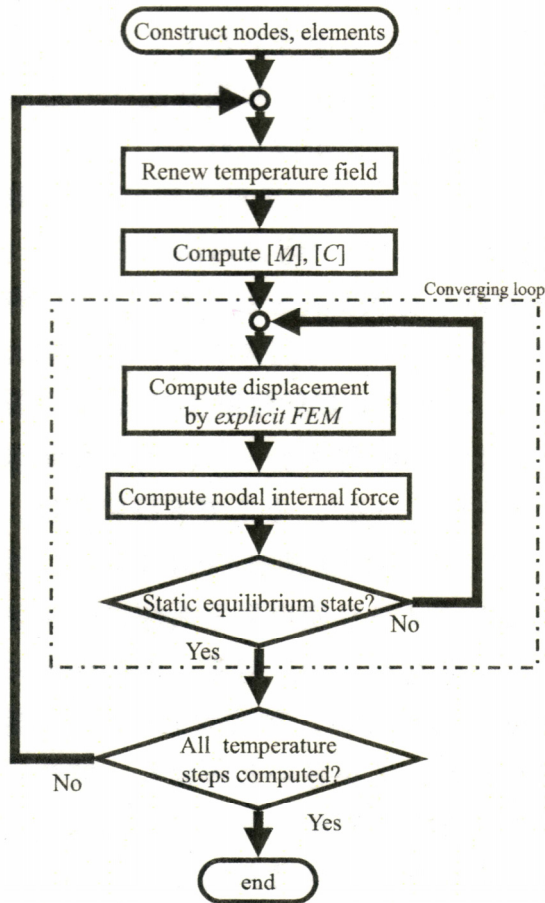 Construct nodes, elements
Renew temperature field
Compute [M], [C]
Converging loop
Compute displacement
by explicit FEM
Compute nodal internal force
Static equilibrium state?
No
Yes
All temperature
steps computed?
No
Yes
end